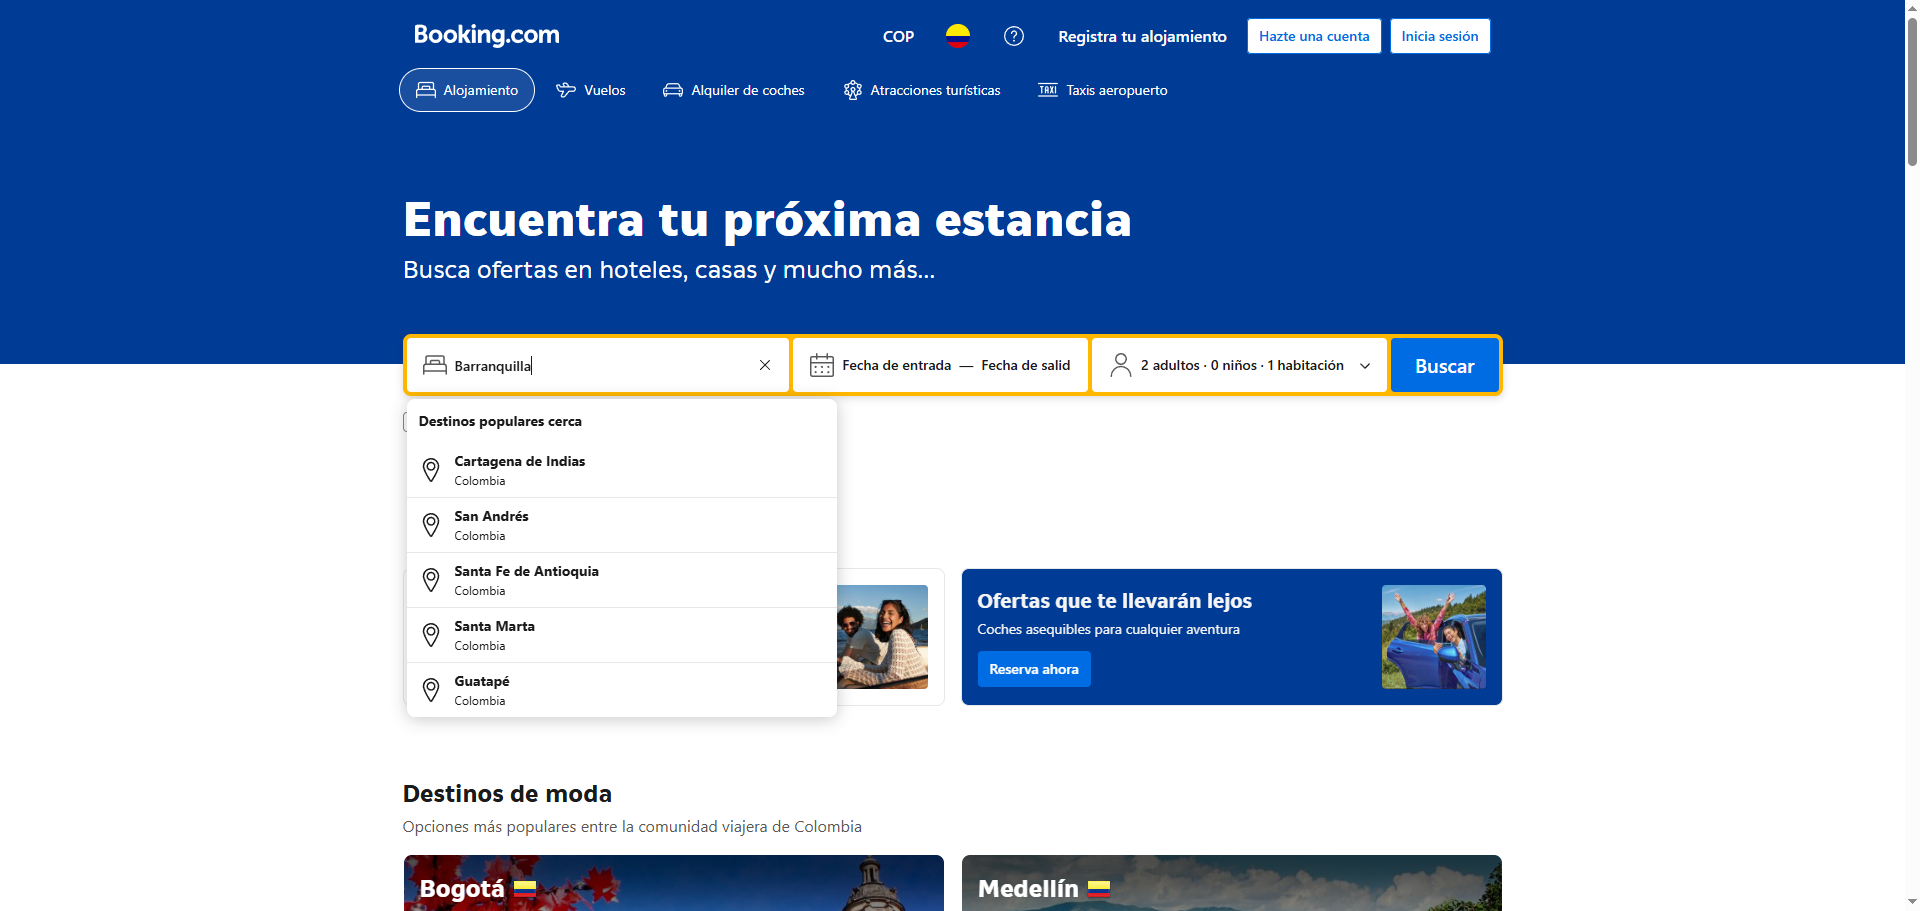 Booking.com
COP
Registra tu alojamiento
Hazte una cuenta
Inicia sesión
Alojamiento
Vuelos
Alquiler de coches
Atracciones turísticas
TAXI
Taxis aeropuerto
Encuentra tu próxima estancia
Busca ofertas en hoteles, casas y mucho más...
Barranquilla
Fecha de entrada — Fecha de salid
2 adultos · 0 niños · 1 habitación
Buscar
Destinos populares cerca
Cartagena de Indias
Colombia
San Andrés
Colombia
Santa Fe de Antioquia
Colombia
Santa Marta
Colombia
Guatapé
Colombia
Ofertas que te llevarán lejos
Coches asequibles para cualquier aventura
Reserva ahora
Destinos de moda
Opciones más populares entre la comunidad viajera de Colombia
Bogotá
Medellín